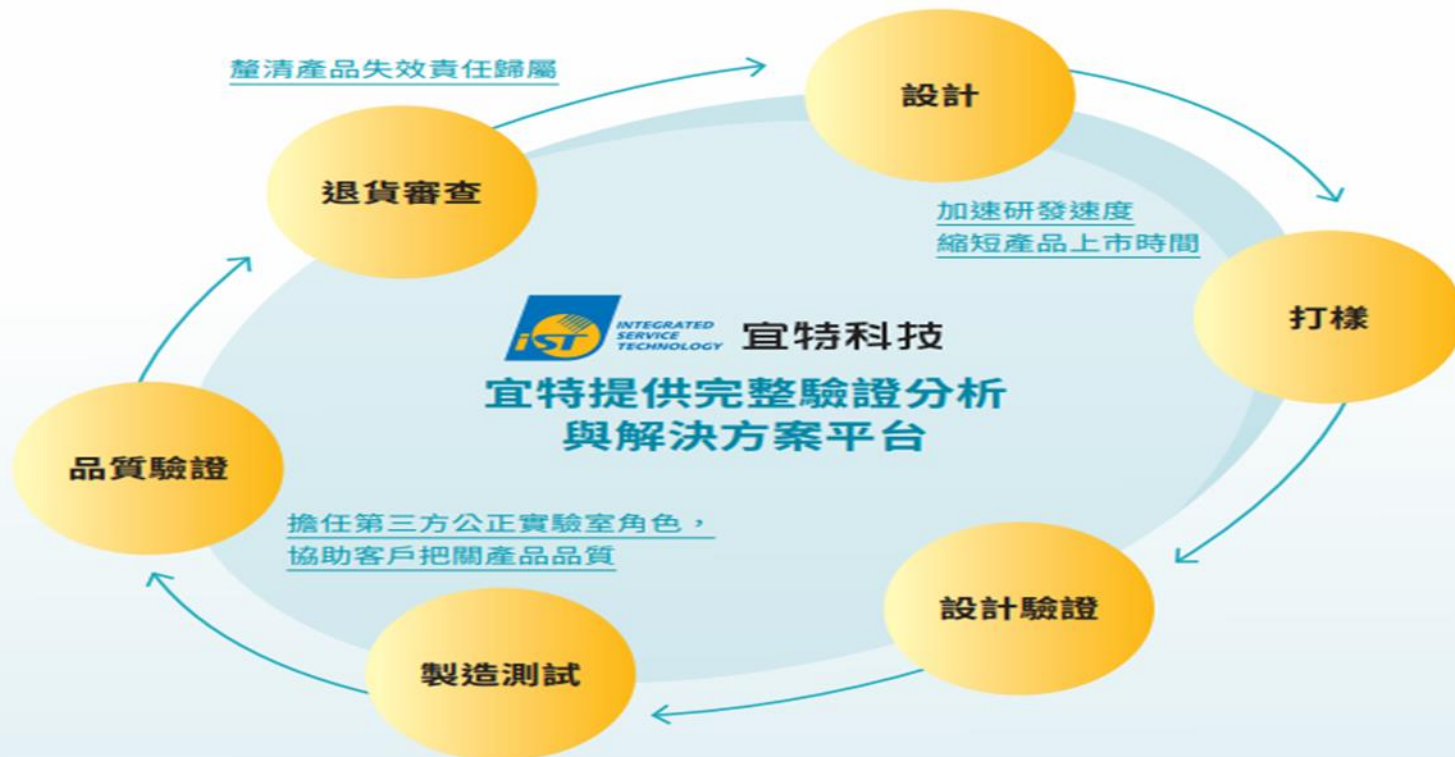 釐清產品失效責任歸屬
設計
退貨審查
加速研發速度
縮短產品上市時間
打樣
iST
INTEGRATED
SERVICE
TECHNOLOGY
宜特科技
宜特提供完整驗證分析
與解決方案平台
品質驗證
擔任第三方公正實驗室角色，
協助客戶把關產品品質
設計驗證
製造測試